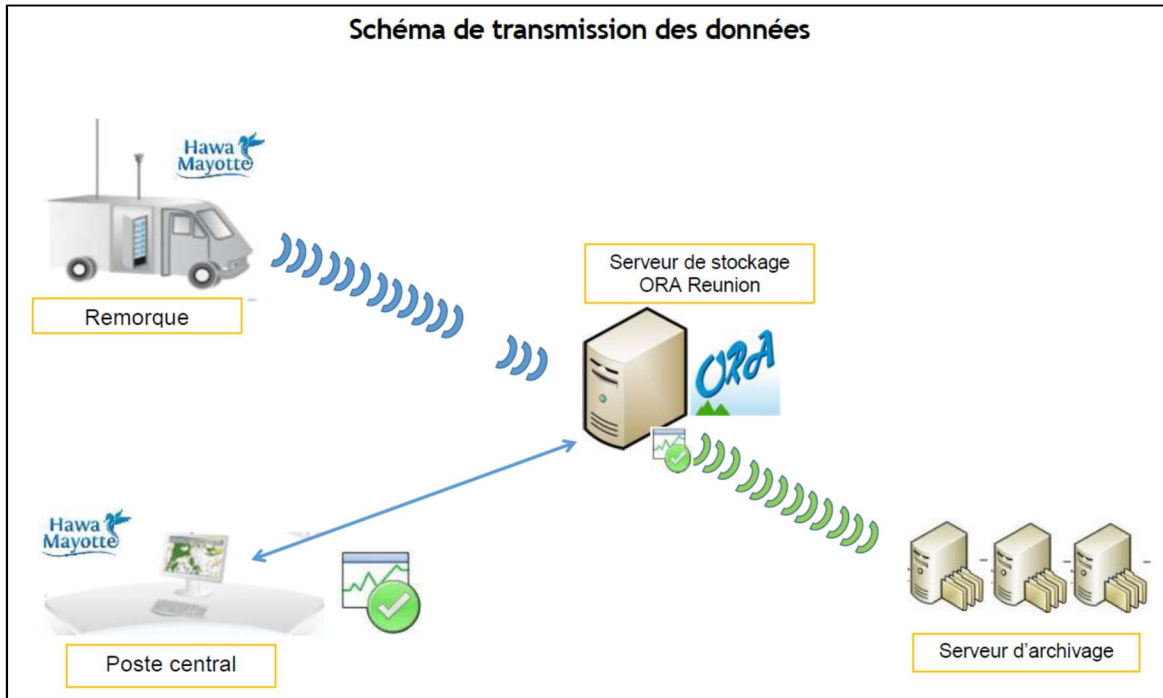 Schéma de transmission des données
Hawa
Mayotte
Remorque
Serveur de stockage
ORA Reunion
ORA
Hawa
Mayotte
Poste central
Serveur d'archivage